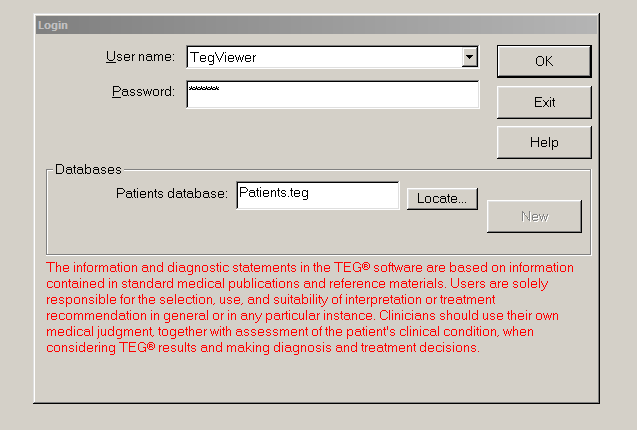 Login
User name: TegViewer
OK
Password: ******
Exit
Help
Databases
Patients database: Patients.teg
Locate...
New
The information and diagnostic statements in the TEG® software are based on information
contained in standard medical publications and reference materials. Users are solely
responsible for the selection, use, and suitability of interpretation or treatment
recommendation in general or in any particular instance. Clinicians should use their own
medical judgment, together with assessment of the patient's clinical condition, when
considering TEG® results and making diagnosis and treatment decisions.